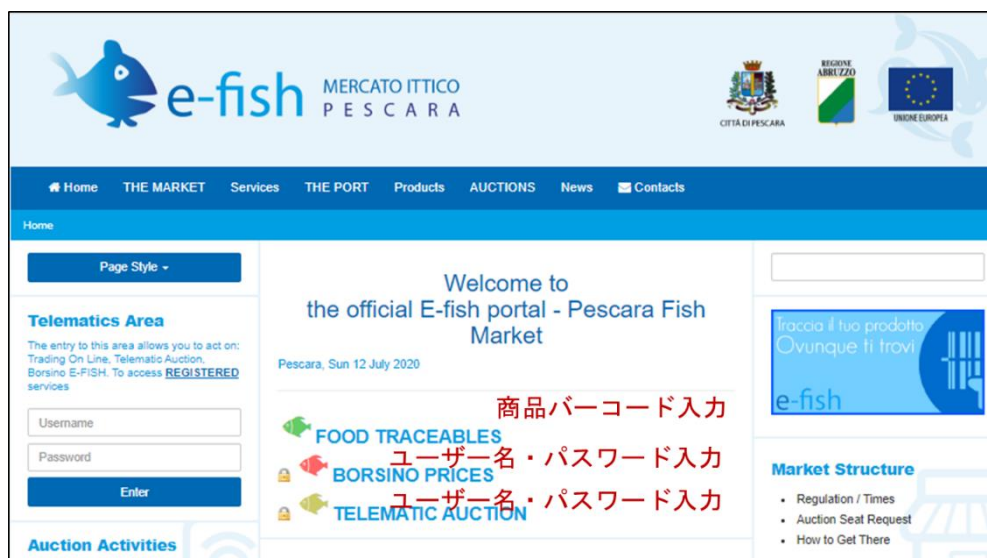 e-fish MERCATO ITTICO
PESCARA
CITTÀ DI PESCARA
REGIONE
ABRUZZO
UNIONE EUROPEA
Home THE MARKET Services THE PORT Products AUCTIONS News Contacts
Home
Page Style
Telematics Area
The entry to this area allows you to act on:
Trading On Line, Telematic Auction,
Borsino E-FISH. To access REGISTERED
services
Username
Password
Enter
Auction Activities
Welcome to
the official E-fish portal - Pescara Fish
Market
Pescara, Sun 12 July 2020
商品バーコード入力
FOOD TRACEABLES
ユーザー名・パスワード入力
BORSINO PRICES
ユーザー名・パスワード入力
TELEMATIC AUCTION
Traccia il tuo prodotto
Ovunque ti trovi
e-fish
Market Structure
Regulation / Times
Auction Seat Request
How to Get There